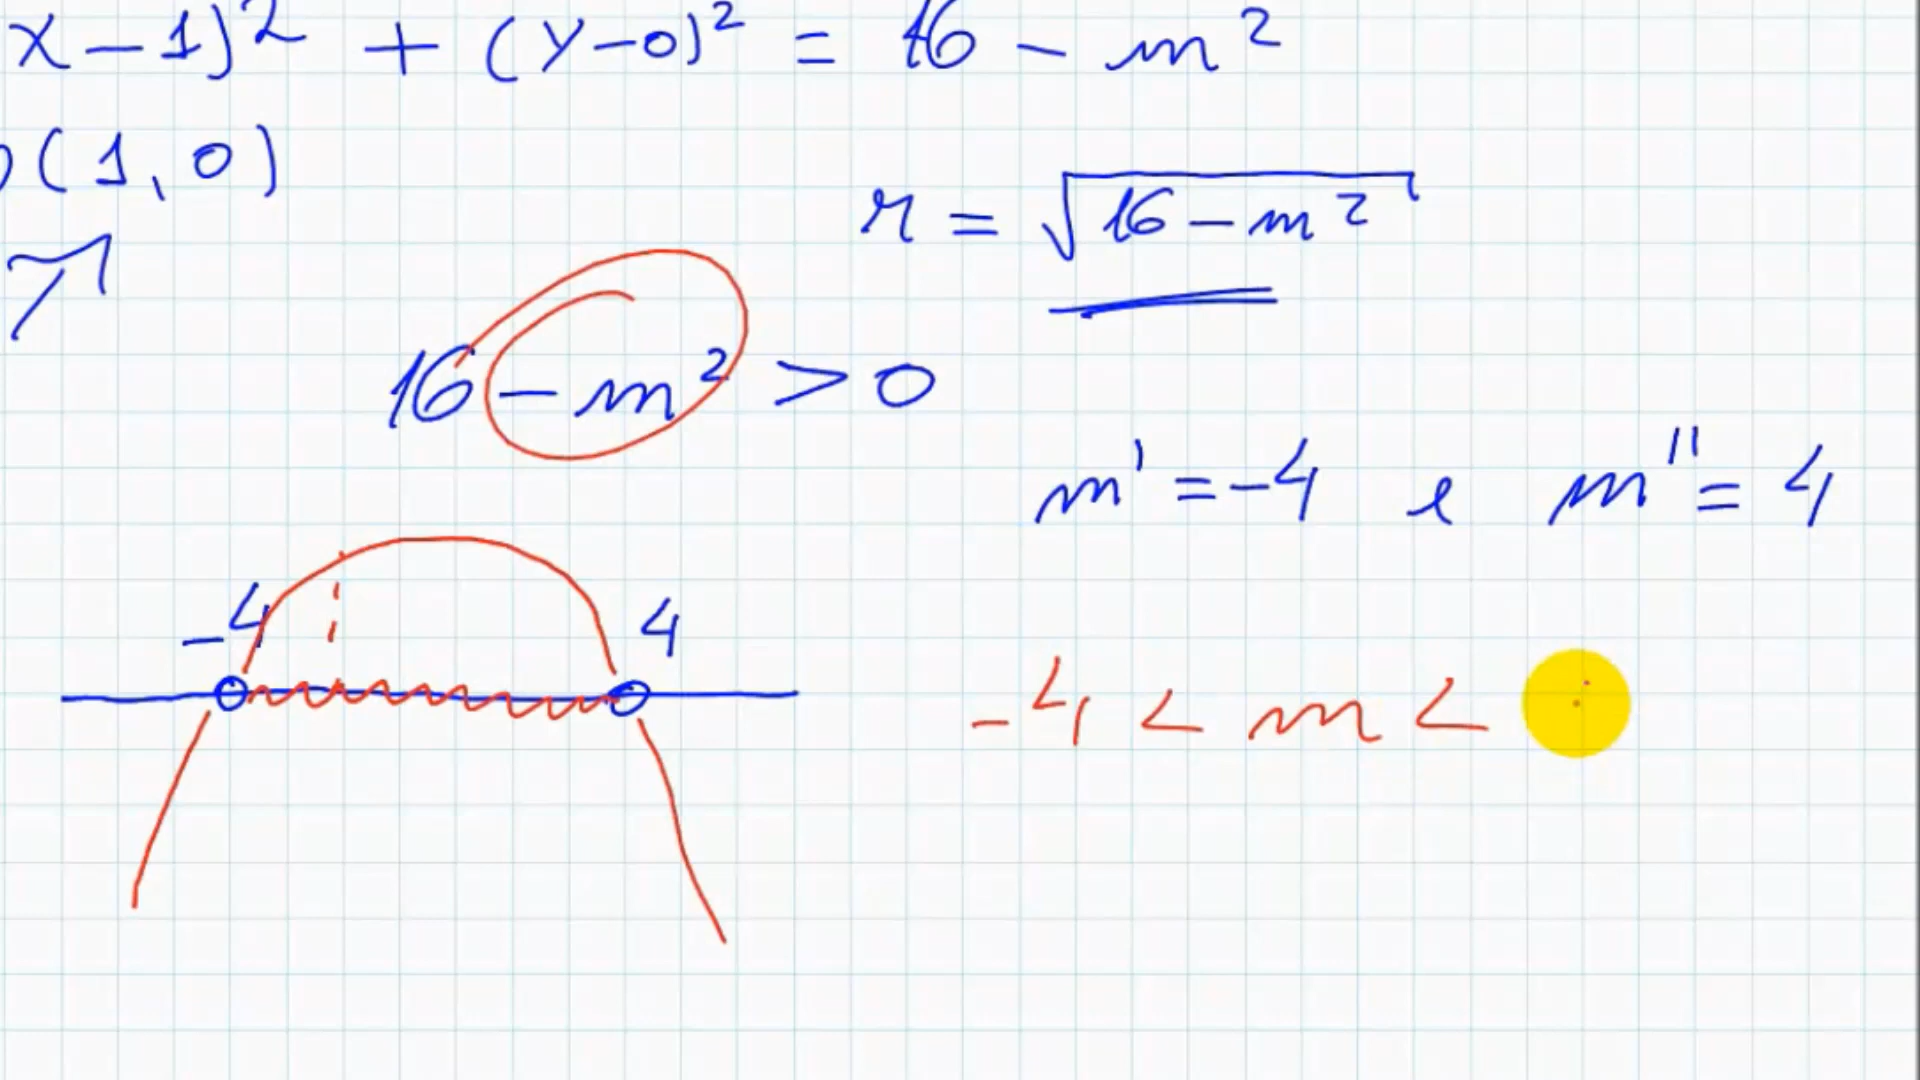 x-1)² + (y-0)² = 16 - m²
(1,0)
r = √16-m²
16 - m² > 0
m' = -4 e m'' = 4
-4 4
-4 < m <